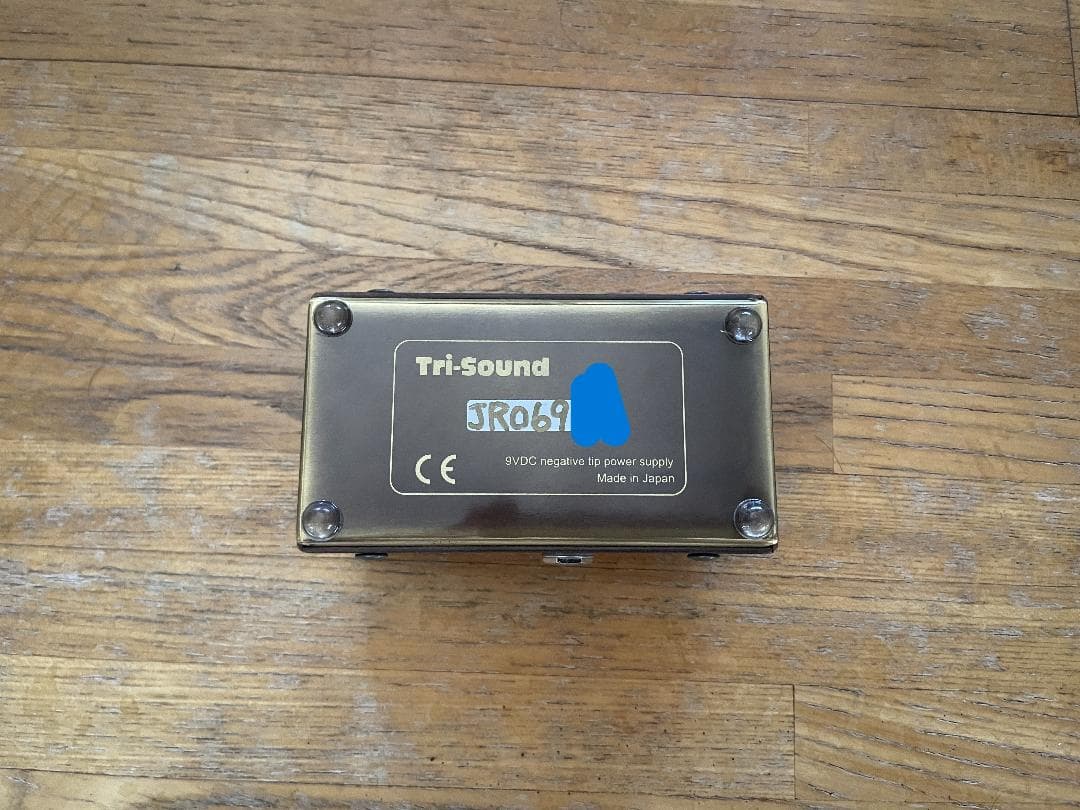 Tri-Sound
JR069
CE
9VDC negative tip power supply
Made in Japan